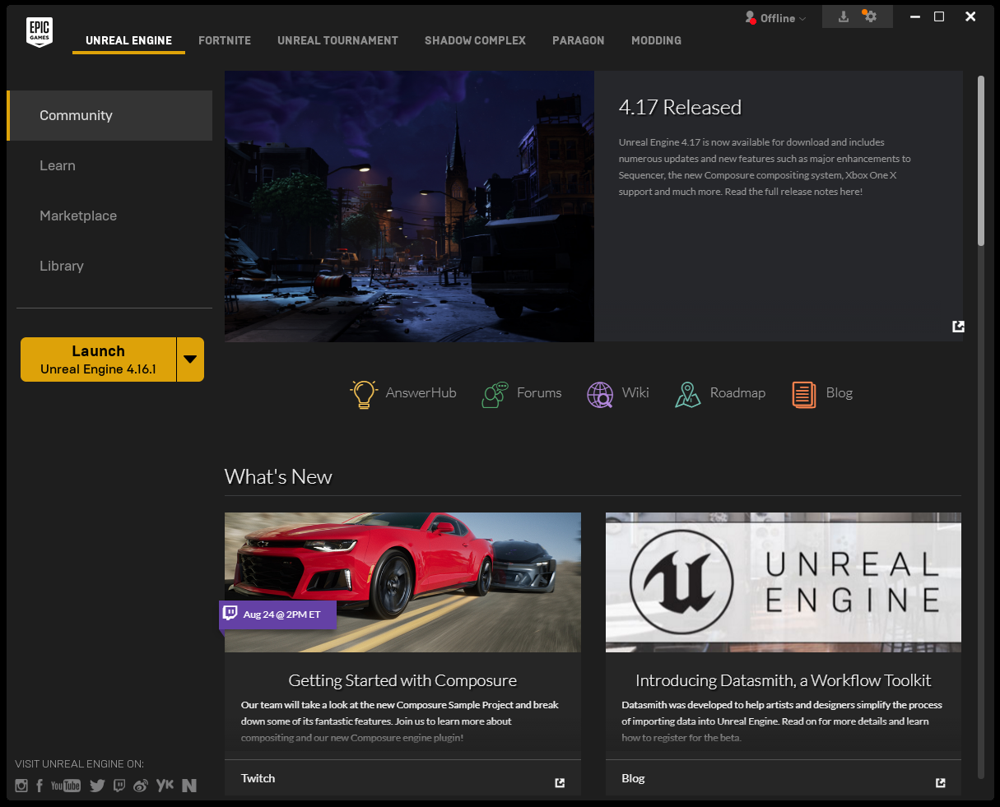 EPIC
GAMES
UNREAL ENGINE
FORTNITE
UNREAL TOURNAMENT
SHADOW COMPLEX
PARAGON
MODDING
Offline
Community
Learn
Marketplace
Library
Launch
Unreal Engine 4.16.1
4.17 Released
Unreal Engine 4.17 is now available for download and includes
numerous updates and new features such as major enhancements to
Sequencer, the new Composure compositing system, Xbox One X
support and much more. Read the full release notes here!
AnswerHub
Forums
Wiki
Roadmap
Blog
What's New
Aug 24 @ 2PM ET
Getting Started with Composure
Our team will take a look at the new Composure Sample Project and break
down some of its fantastic features. Join us to learn more about
compositing and our new Composure engine plugin!
Twitch
UNREAL
ENGINE
Introducing Datasmith, a Workflow Toolkit
Datasmith was developed to help artists and designers simplify the process
of importing data into Unreal Engine. Read on for more details and learn
how to register for the beta.
Blog
VISIT UNREAL ENGINE ON:
YouTube